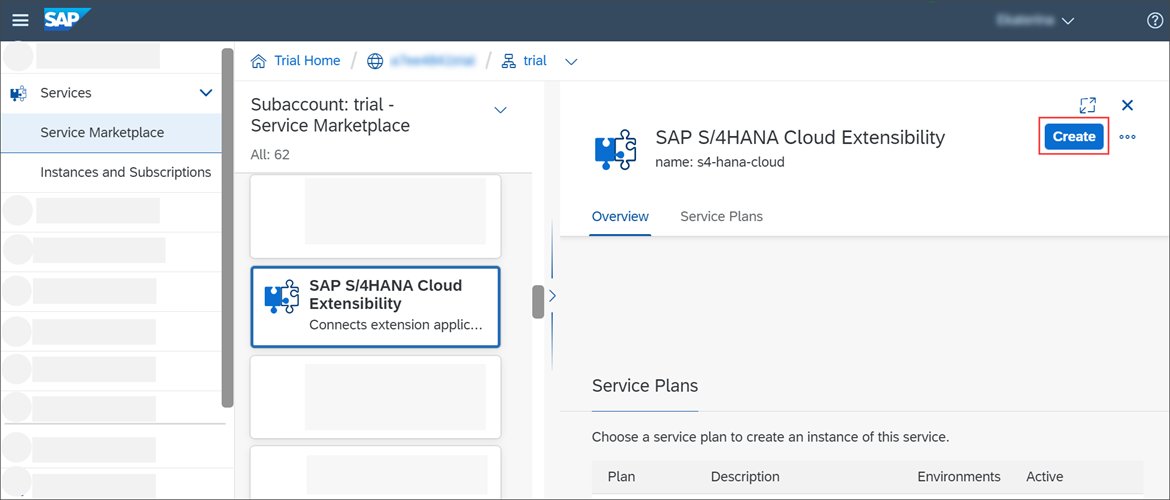 SAP
Trial Home / / trial
Services
Service Marketplace
Instances and Subscriptions
Subaccount: trial -
Service Marketplace
All: 62
SAP S/4HANA Cloud
Extensibility
Connects extension applic...
SAP S/4HANA Cloud Extensibility
name: s4-hana-cloud
Create
Overview
Service Plans
Service Plans
Choose a service plan to create an instance of this service.
Plan Description Environments Active